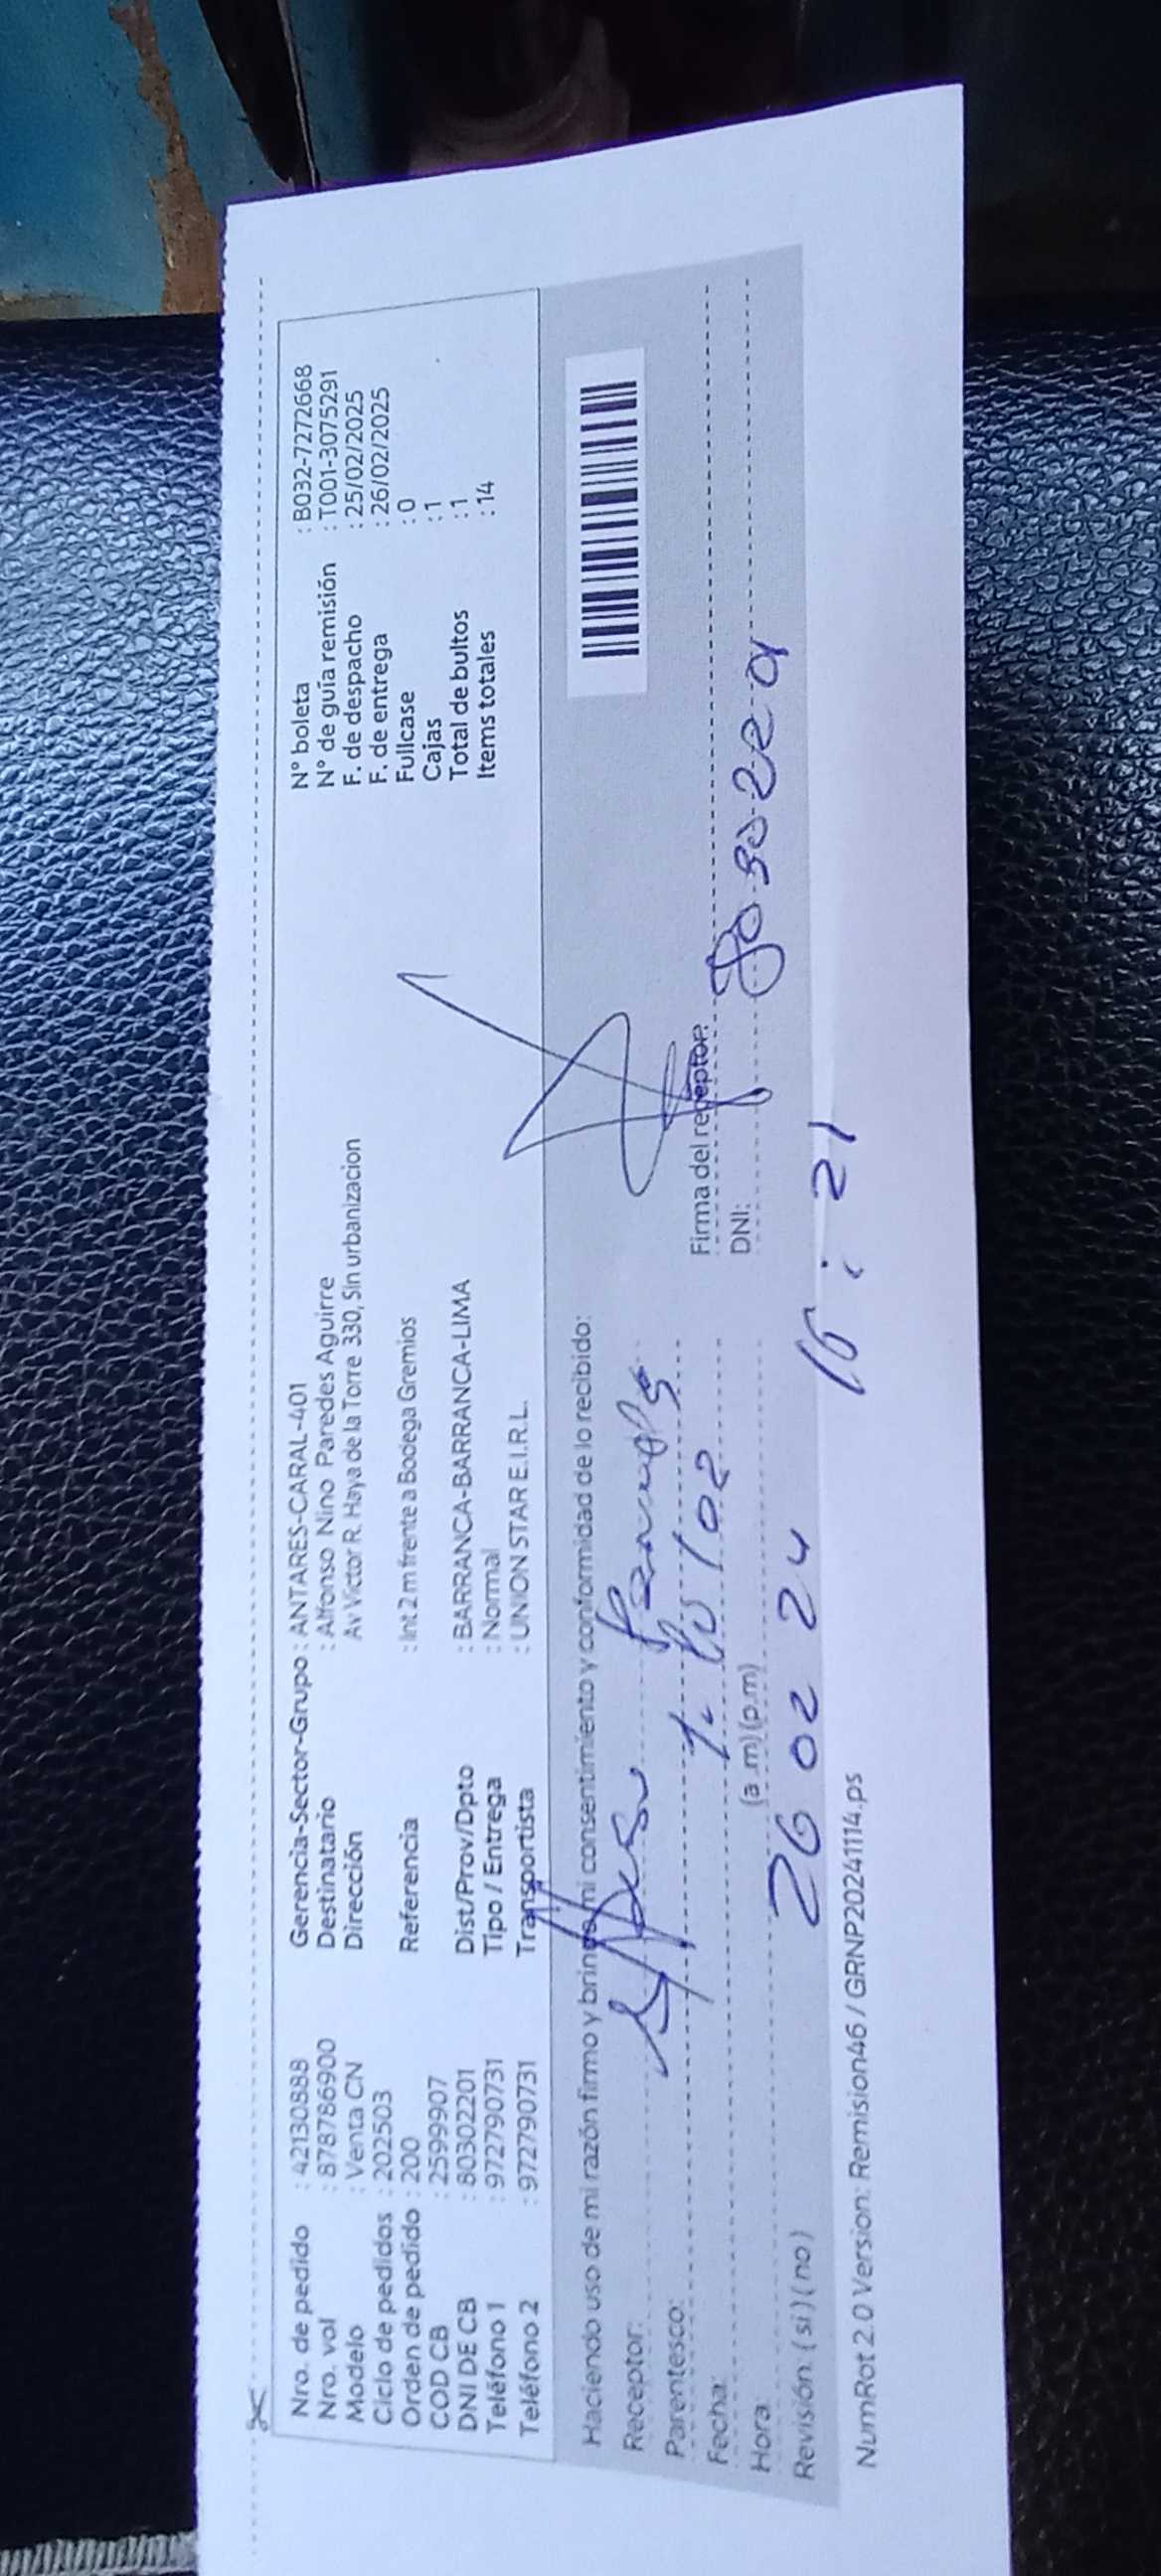 Nro. de pedido : 42130888
Nro. vol : 8787786900
Modelo : Venta CN
Ciclo de pedidos : 202503
Orden de pedido : 200
COD CB : 2599907
DNI DE CB : 80302201
Teléfono 1 : 972790731
Teléfono 2 : 972790731
Gerencia-Sector-Grupo : ANTARES-CARAL-401
Destinatario : Alfonso Nino Paredes Aguirre
Dirección Av Victor R. Haya de la Torre 330, Sin urbanizacion
Referencia : Int 2 m frente a Bodega Gremios
Dist/Prov/Dpto : BARRANCA-BARRANCA-LIMA
Tipo / Entrega : Normal
Transportista : UNION STAR E.I.R.L.
N° boleta : B032-7272668
N° de guía remisión : T001-3075291
F. de despacho : 25/02/2025
F. de entrega : 26/02/2025
Fullcase : 0
Cajas : 1
Total de bultos : 1
Items totales : 14
Haciendo uso de mi razón firmo y bringo mi consentimiento y conformidad de lo recibido:
Receptor:
Parentesco:
Fecha:
Hora (a.m) (p.m)
Revisión: ( si ) ( no )
Firma del receptor:
DNI:
26 02 24 16 : 21
NumRot 2.0 Version: Remision46 / GRNP20241114.ps